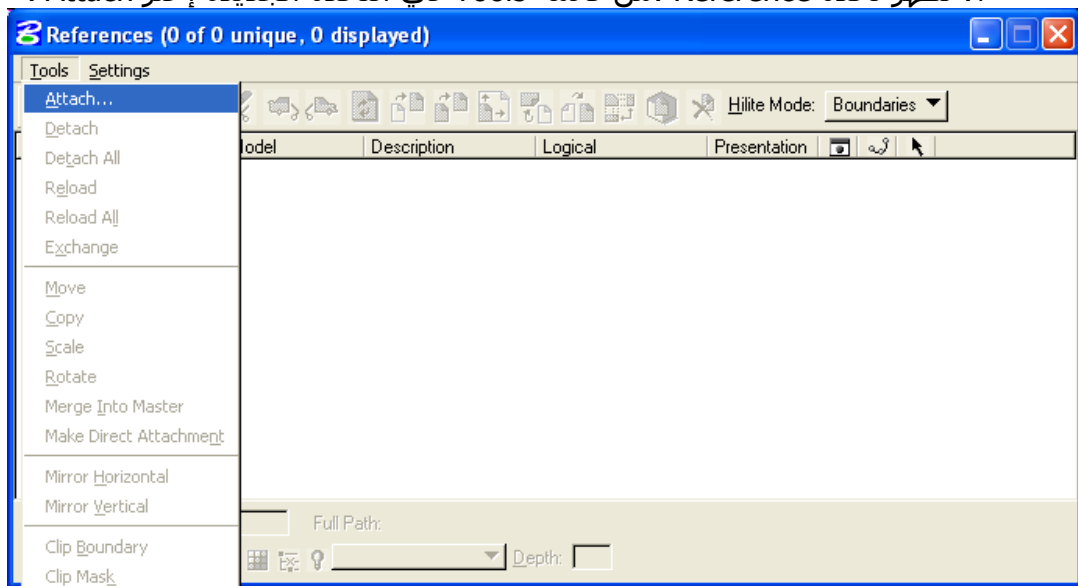 References (0 of 0 unique, 0 displayed)
Tools Settings
Attach...
Hilite Mode: Boundaries
Detach
Description Logical Presentation
Detach All
Reload
Reload All
Exchange
Move
Copy
Scale
Rotate
Merge Into Master
Make Direct Attachment
Mirror Horizontal
Mirror Vertical
Full Path:
Clip Boundary
Depth:
Clip Mask